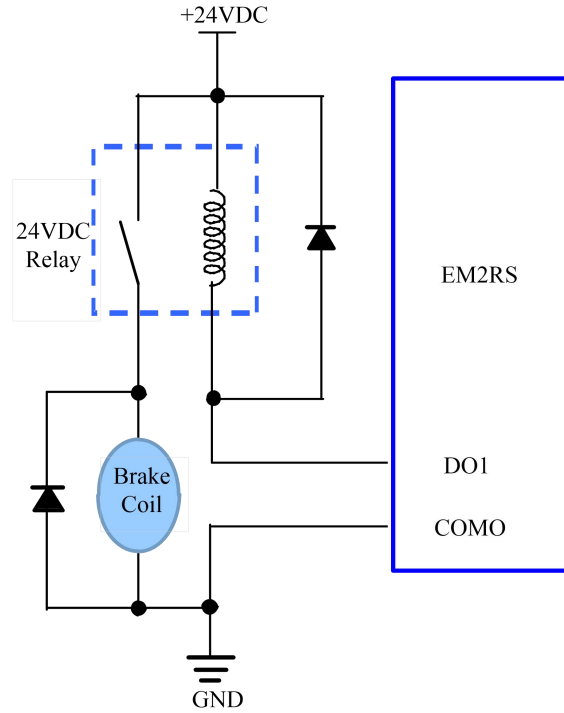 +24VDC
24VDC
Relay
EM2RS
Brake
Coil
DO1
COMO
GND